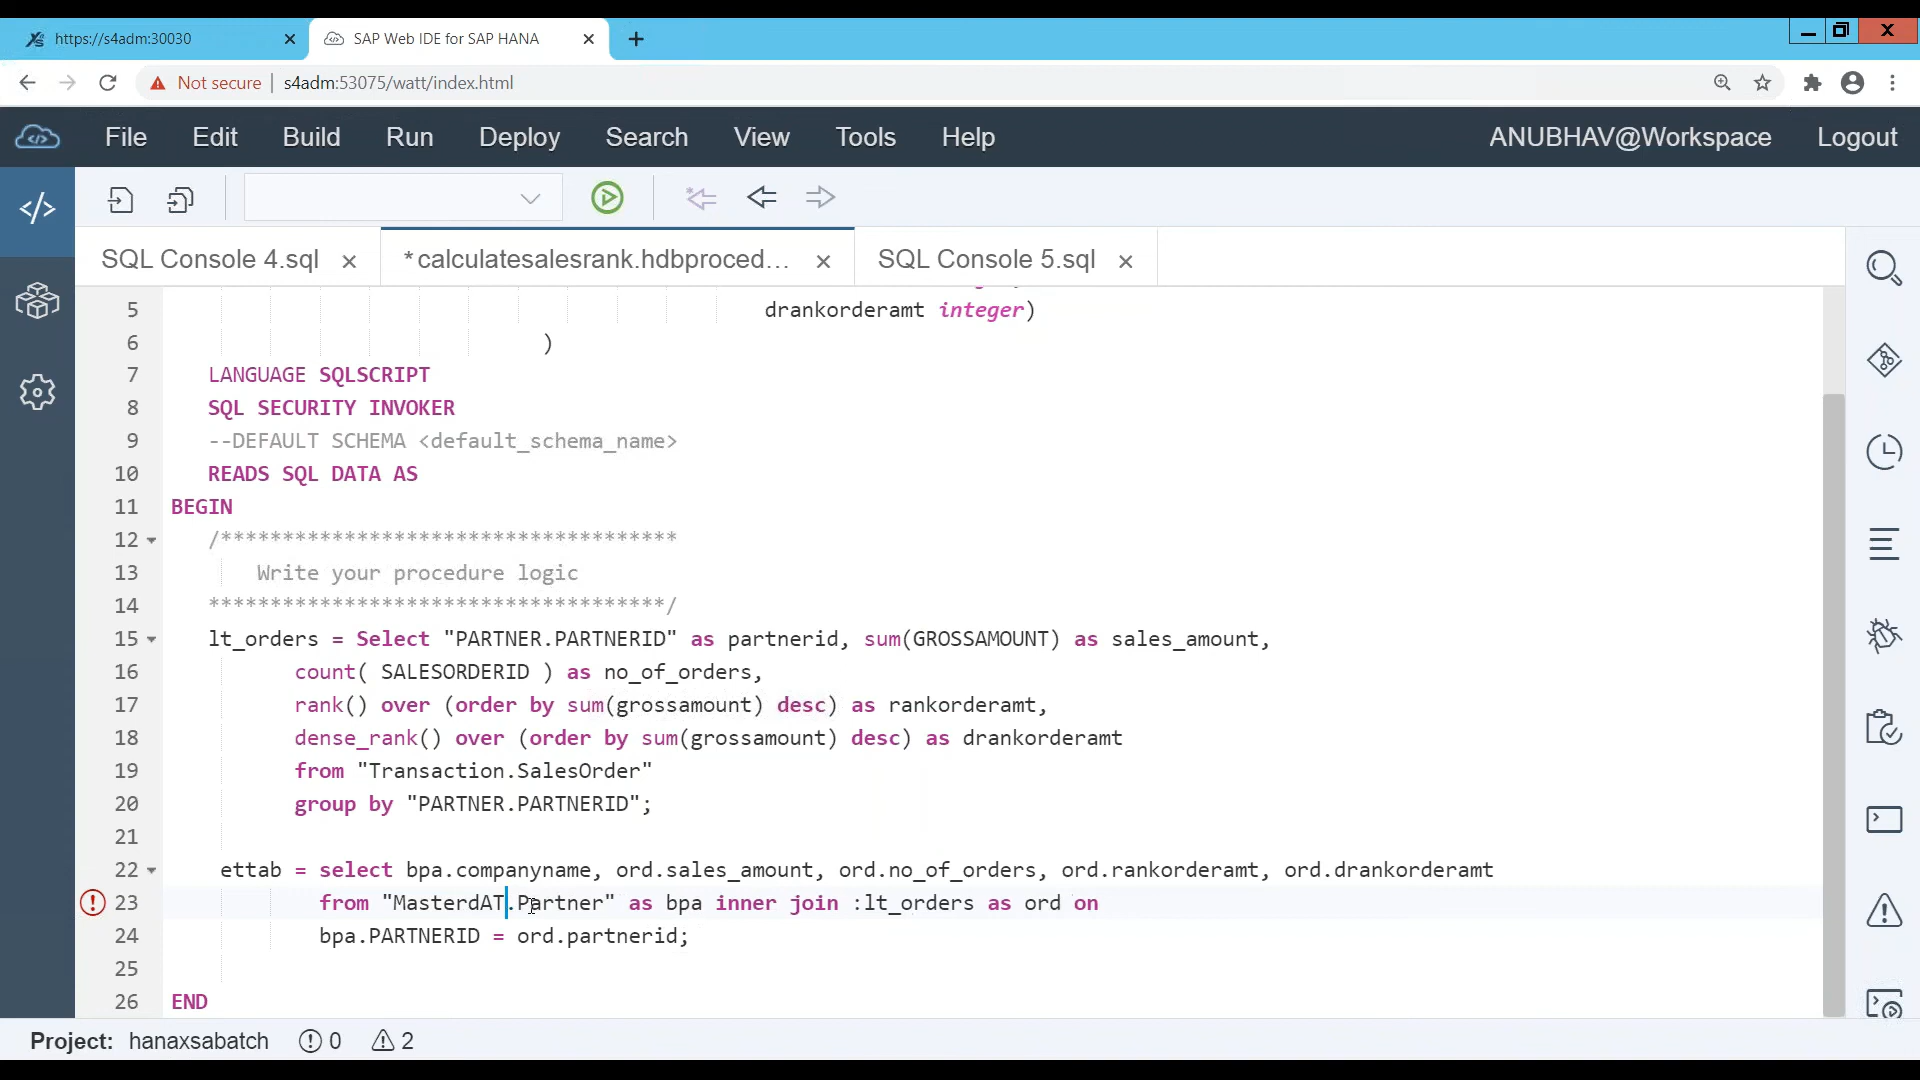 https://s4adm:30030
SAP Web IDE for SAP HANA
Not secure | s4adm:53075/watt/index.html
File Edit Build Run Deploy Search View Tools Help ANUBHAV@Workspace Logout
SQL Console 4.sql *calculatesalesrank.hdbproced... SQL Console 5.sql
5 drankorderamt integer)
6 )
7 LANGUAGE SQLSCRIPT
8 SQL SECURITY INVOKER
9 --DEFAULT SCHEMA <default_schema_name>
10 READS SQL DATA AS
11 BEGIN
12 /*************************************
13 Write your procedure logic
14 *************************************/
15 lt_orders = Select "PARTNER.PARTNERID" as partnerid, sum(GROSSAMOUNT) as sales_amount,
16 count( SALESORDERID ) as no_of_orders,
17 rank() over (order by sum(grossamount) desc) as rankorderamt,
18 dense_rank() over (order by sum(grossamount) desc) as drankorderamt
19 from "Transaction.SalesOrder"
20 group by "PARTNER.PARTNERID";
21
22 ettab = select bpa.companyname, ord.sales_amount, ord.no_of_orders, ord.rankorderamt, ord.drankorderamt
23 from "MasterdAT.Partner" as bpa inner join :lt_orders as ord on
24 bpa.PARTNERID = ord.partnerid;
25
26 END
Project: hanaxsabatch 0 2